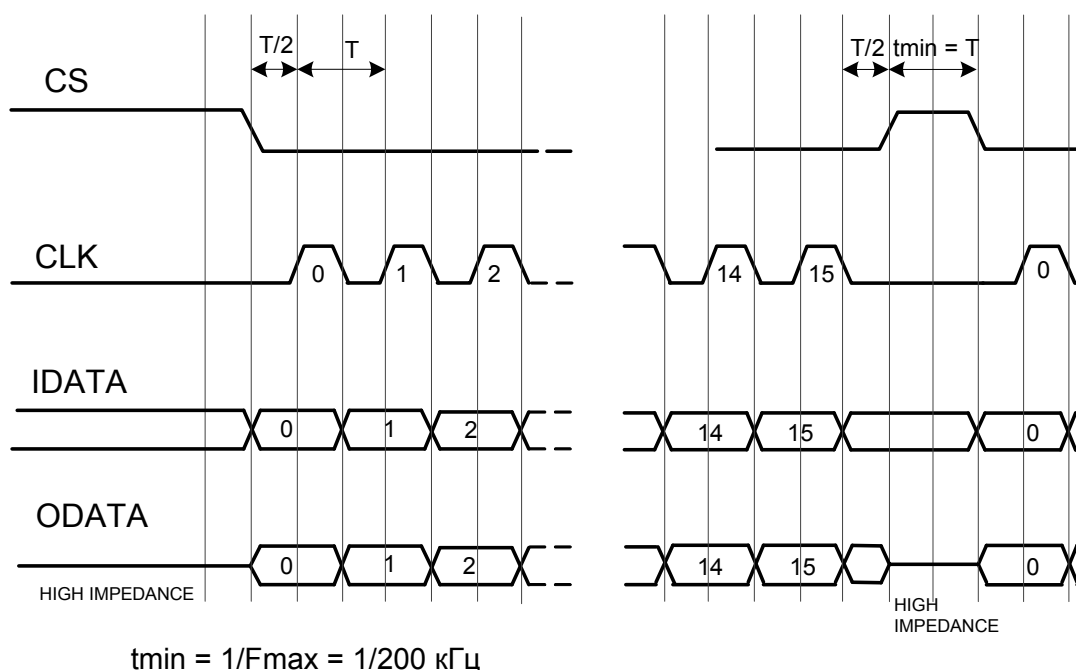 T/2 T T/2 tmin = T
CS
CLK
0 1 2 14 15 0
IDATA
0 1 2 14 15 0
ODATA
0 1 2 14 15 0
HIGH IMPEDANCE
HIGH
IMPEDANCE
tmin = 1/Fmax = 1/200 кГц